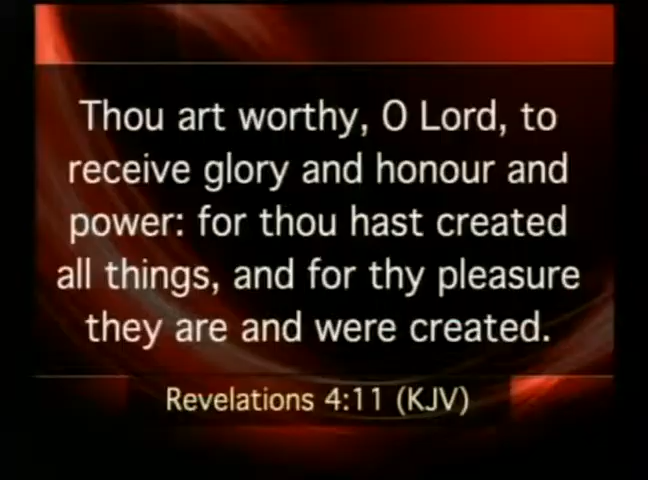 Thou art worthy, O Lord, to
receive glory and honour and
power: for thou hast created
all things, and for thy pleasure
they are and were created.
Revelations 4:11 (KJV)